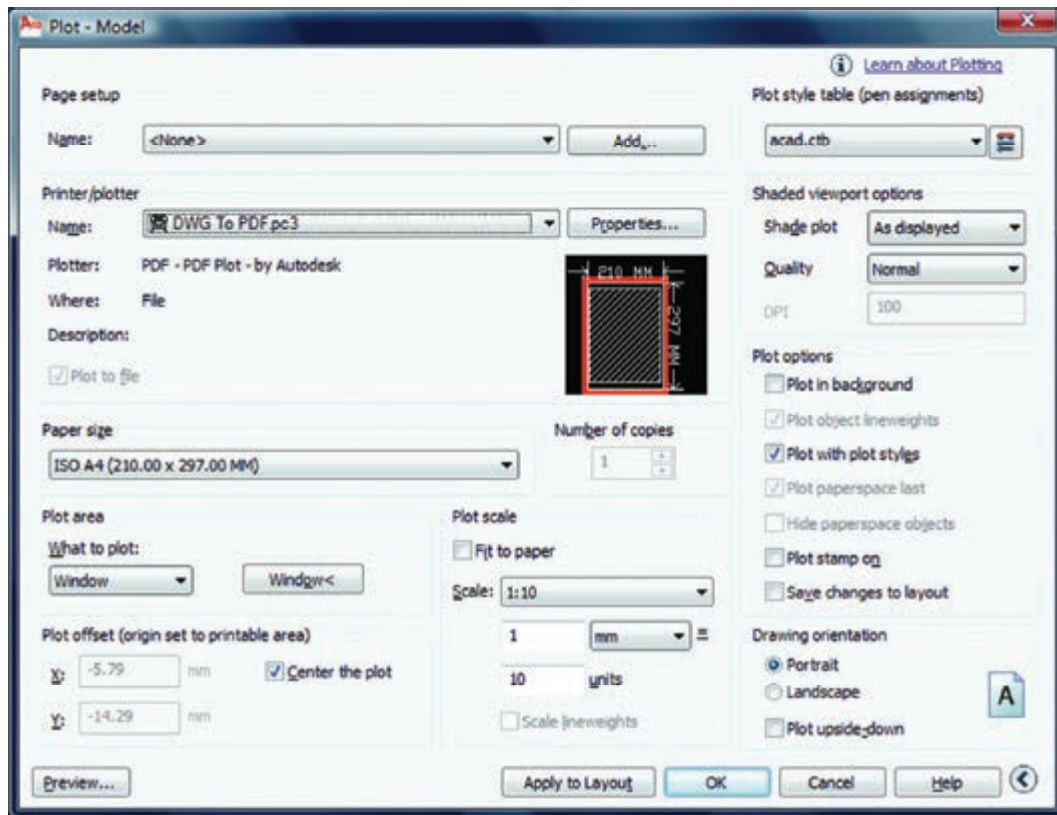 Plot - Model
Learn about Plotting
Page setup
Name: <None> Add...
Plot style table (pen assignments)
acad.ctb
Printer/plotter
Name: DWG To PDF.pc3 Properties...
Plotter: PDF - PDF Plot - by Autodesk
Where: File
Description:
Plot to file
210 MM
297 MM
Shaded viewport options
Shade plot As displayed
Quality Normal
DPI 100
Paper size
ISO A4 (210.00 x 297.00 MM)
Number of copies
1
Plot options
Plot in background
Plot object lineweights
Plot with plot styles
Plot paperspace last
Hide paperspace objects
Plot stamp on
Save changes to layout
Plot area
What to plot:
Window Window<
Plot scale
Fit to paper
Scale: 1:10
1 mm =
10 units
Scale lineweights
Plot offset (origin set to printable area)
X: -5.79 mm Center the plot
Y: -14.29 mm
Drawing orientation
Portrait
Landscape
Plot upside-down
A
Preview... Apply to Layout OK Cancel Help